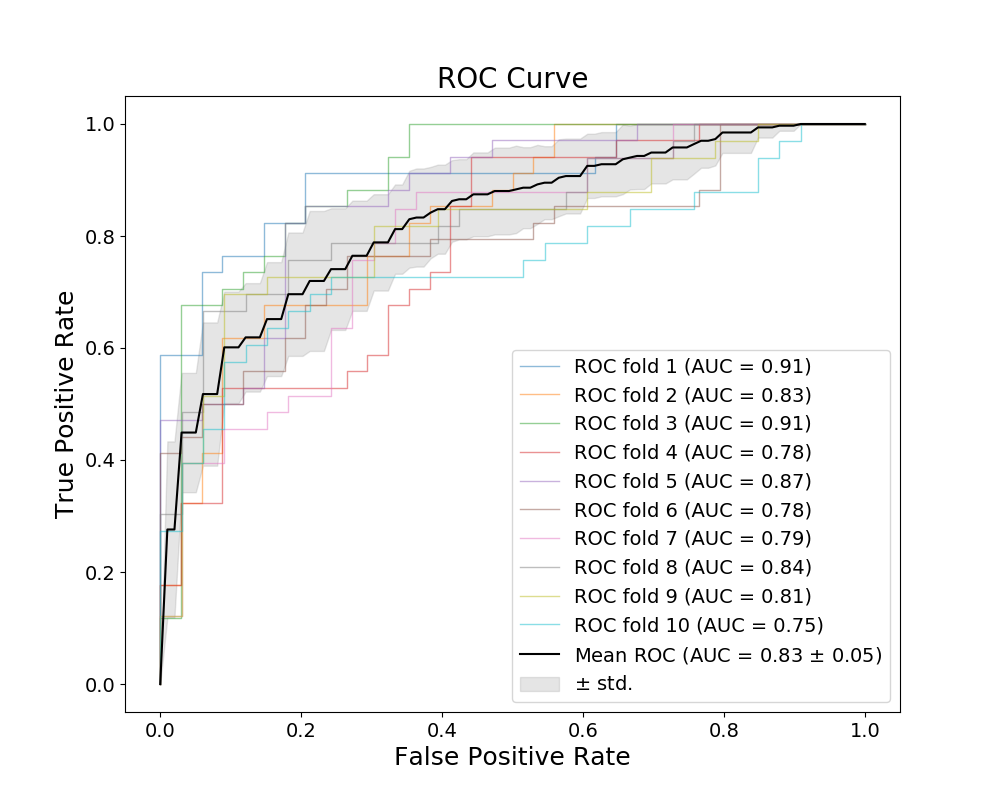 ROC Curve
True Positive Rate
1.0
0.8
0.6
0.4
0.2
0.0
ROC fold 1 (AUC = 0.91)
ROC fold 2 (AUC = 0.83)
ROC fold 3 (AUC = 0.91)
ROC fold 4 (AUC = 0.78)
ROC fold 5 (AUC = 0.87)
ROC fold 6 (AUC = 0.78)
ROC fold 7 (AUC = 0.79)
ROC fold 8 (AUC = 0.84)
ROC fold 9 (AUC = 0.81)
ROC fold 10 (AUC = 0.75)
Mean ROC (AUC = 0.83 ± 0.05)
± std.
0.0 0.2 0.4 0.6 0.8 1.0
False Positive Rate